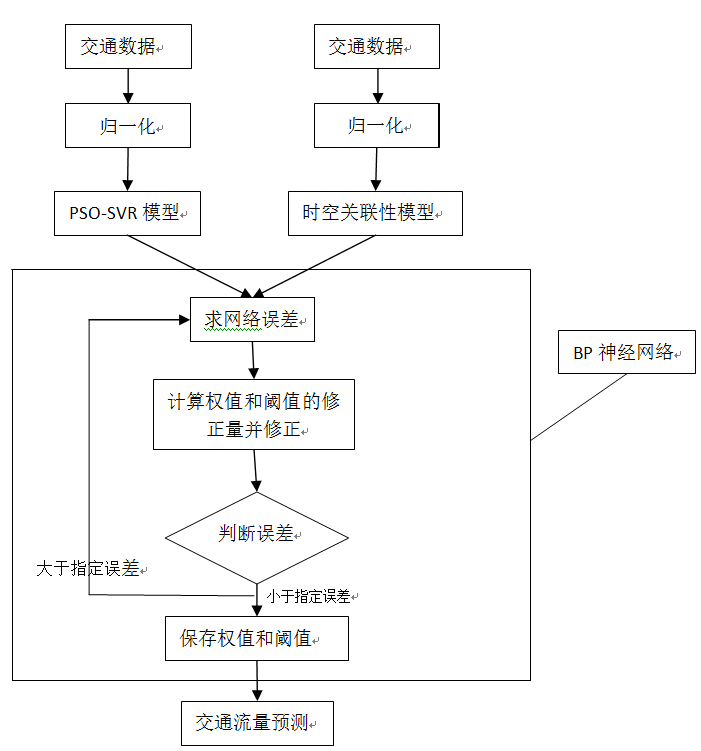 交通数据
交通数据
归一化
归一化
PSO-SVR 模型
时空关联性模型
求网络误差
BP 神经网络
计算权值和阈值的修
正量并修正
判断误差
大于指定误差
小于指定误差
保存权值和阈值
交通流量预测